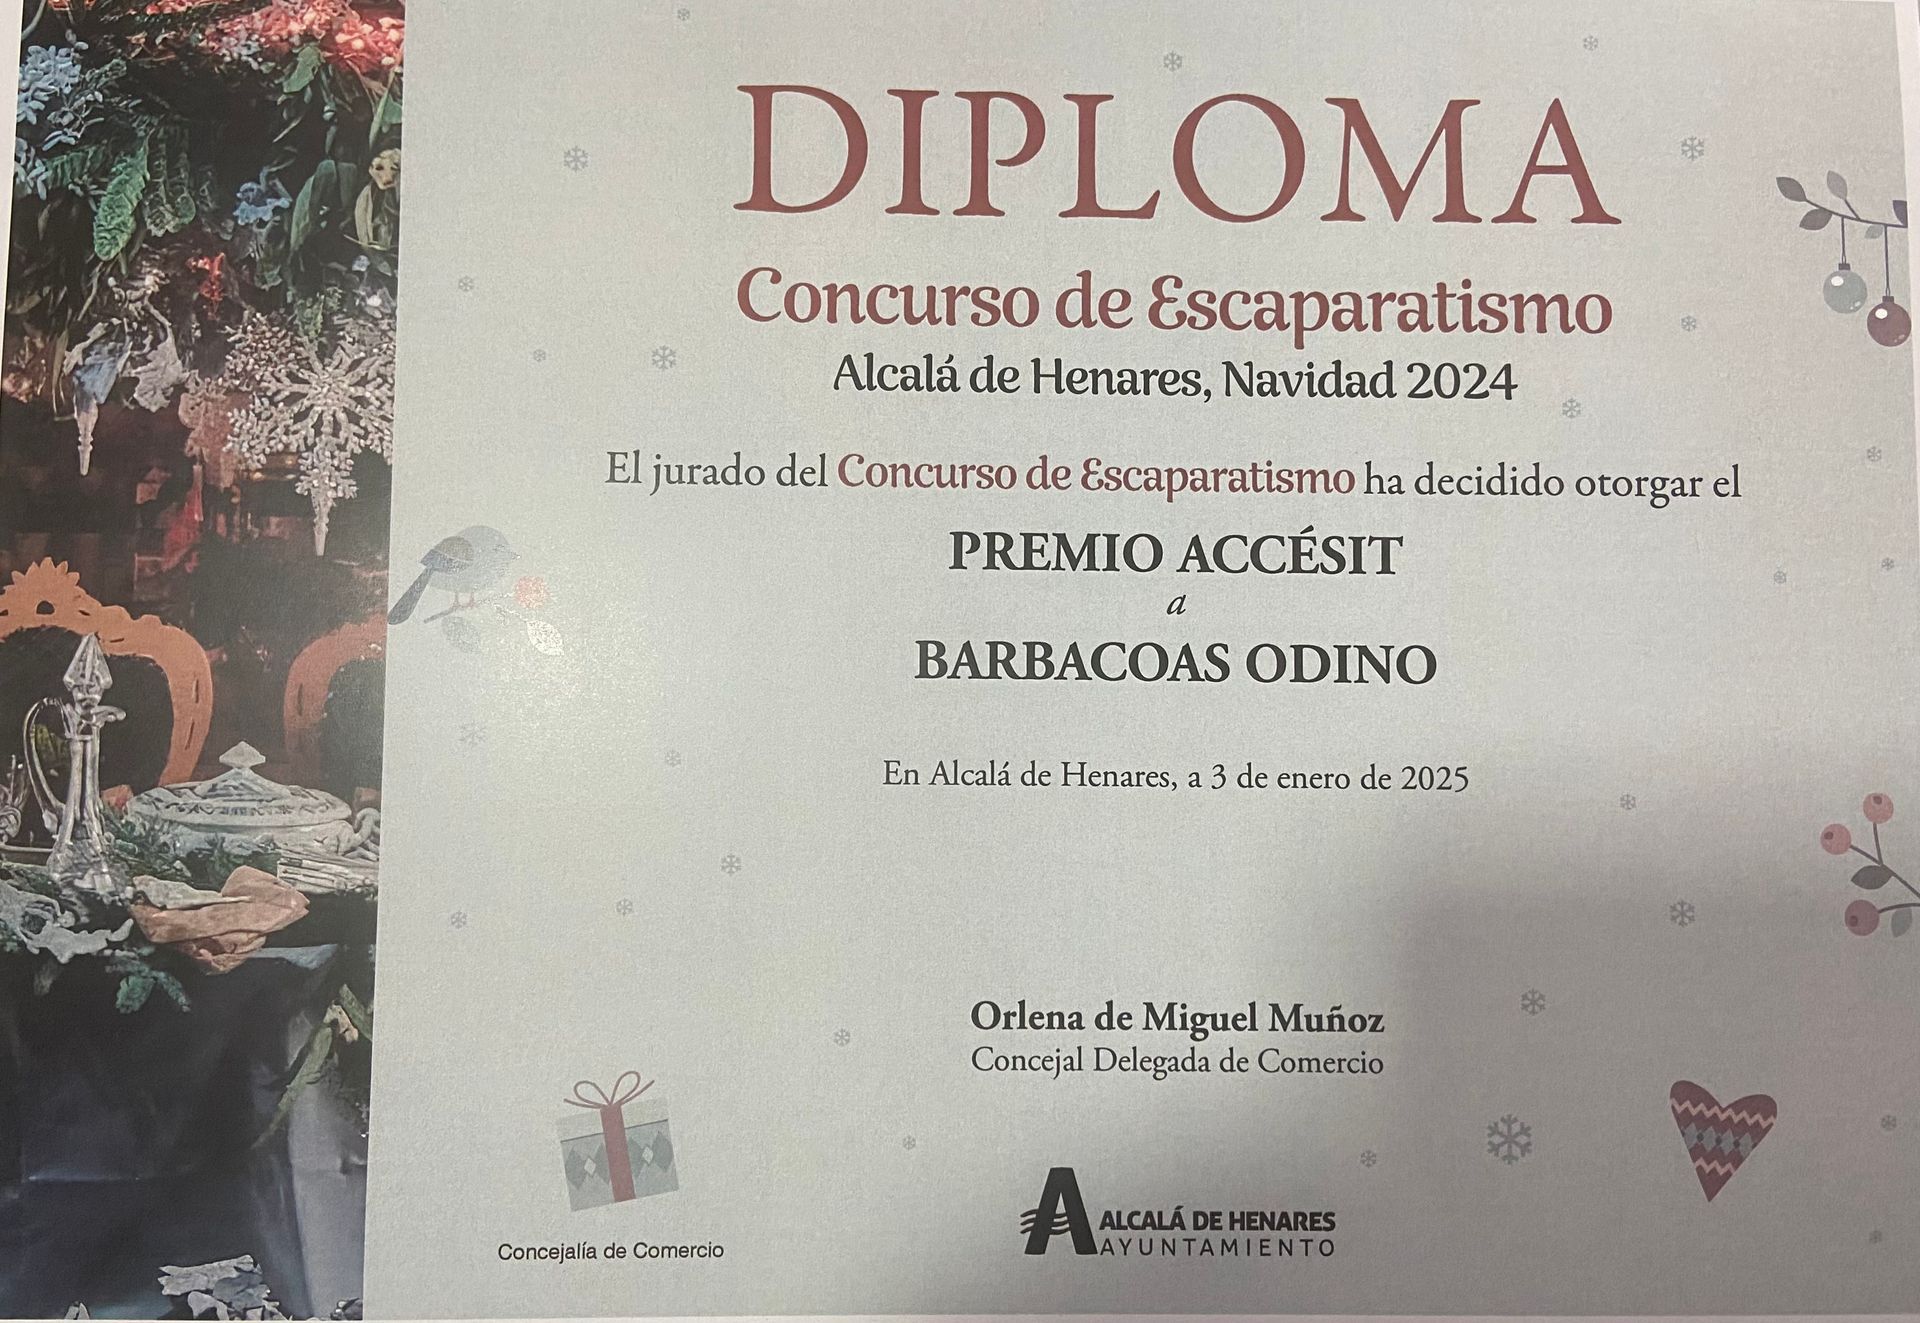 DIPLOMA
Concurso de Escaparatismo
Alcalá de Henares, Navidad 2024
El jurado del Concurso de Escaparatismo ha decidido otorgar el
PREMIO ACCÉSIT
a
BARBACOAS ODINO
En Alcalá de Henares, a 3 de enero de 2025
Orlena de Miguel Muñoz
Concejal Delegada de Comercio
Concejalía de Comercio
ALCALÁ DE HENARES
AYUNTAMIENTO